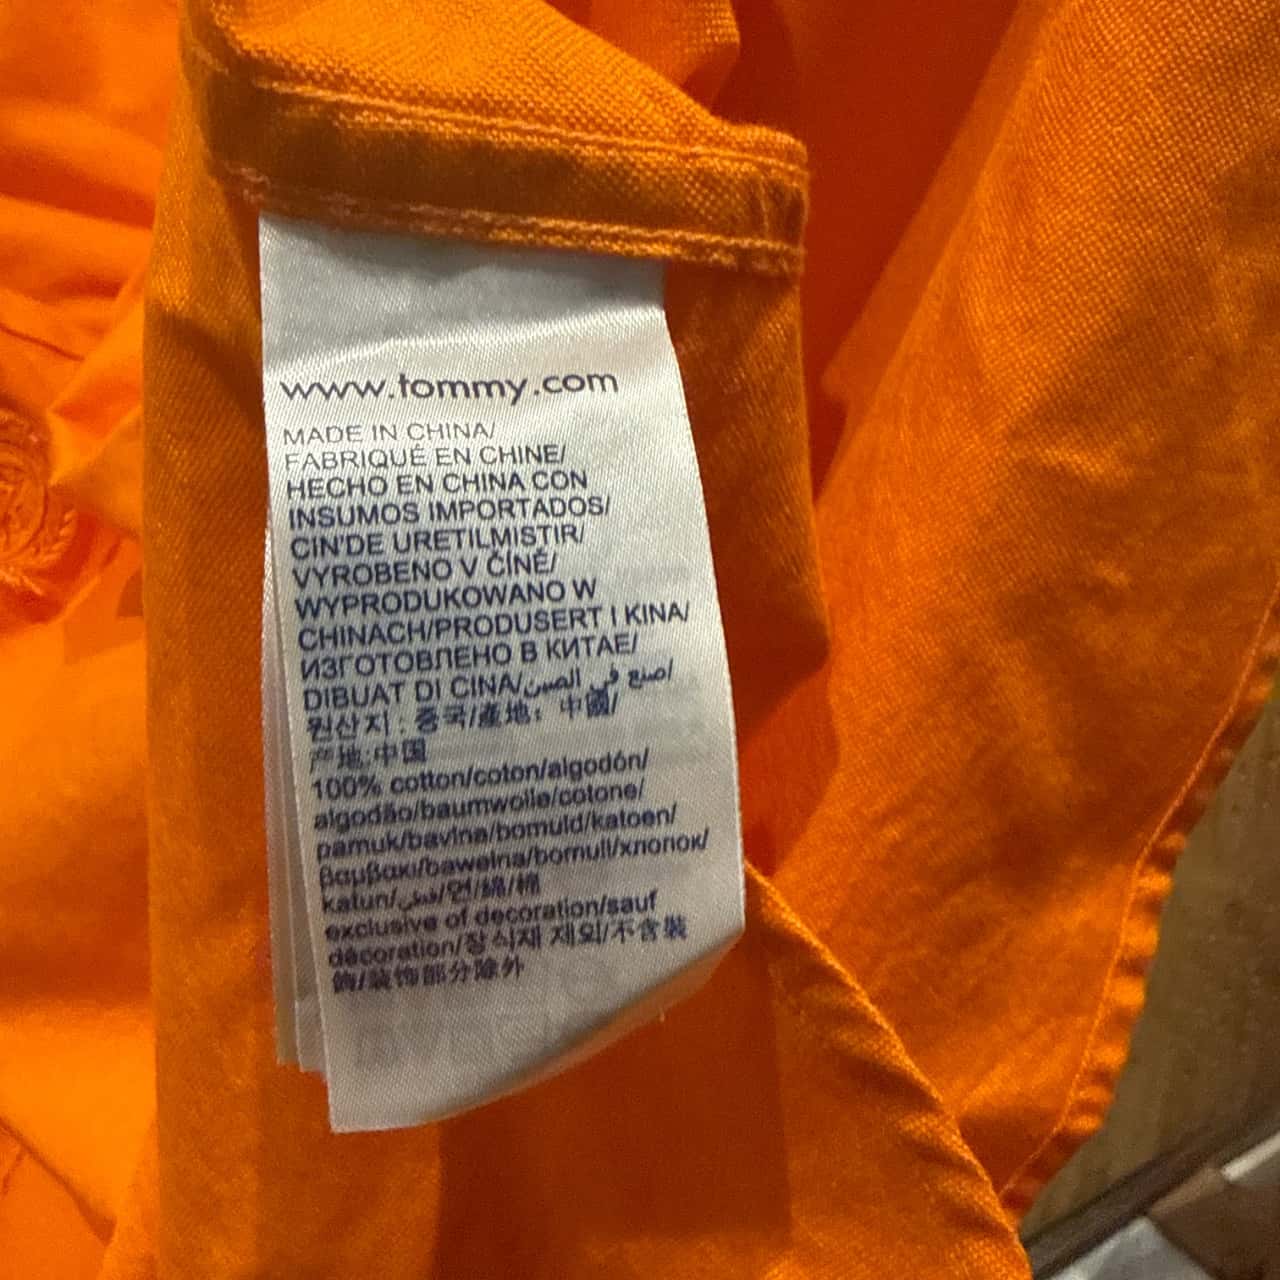 www.tommy.com
MADE IN CHINA/
FABRIQUÉ EN CHINE/
HECHO EN CHINA CON
INSUMOS IMPORTADOS/
CIN'DE URETILMISTIR/
VYROBENO V ČÍNĚ/
WYPRODUKOWANO W
CHINACH/PRODUSERT I KINA/
ИЗГОТОВЛЕНО В КИТАЕ/
DIBUAT DI CINA/صنع في الصين/
원산지 : 중국/產地：中國/
产地:中国
100% cotton/coton/algodón/
algodão/baumwolle/cotone/
pamuk/bavlna/bomuld/katoen/
βαμβακι/bawełna/bomull/хлопок/
katun/قطن/면/綿/棉
exclusive of decoration/sauf
décoration/장식재 제외/不含裝
飾/装饰部分除外